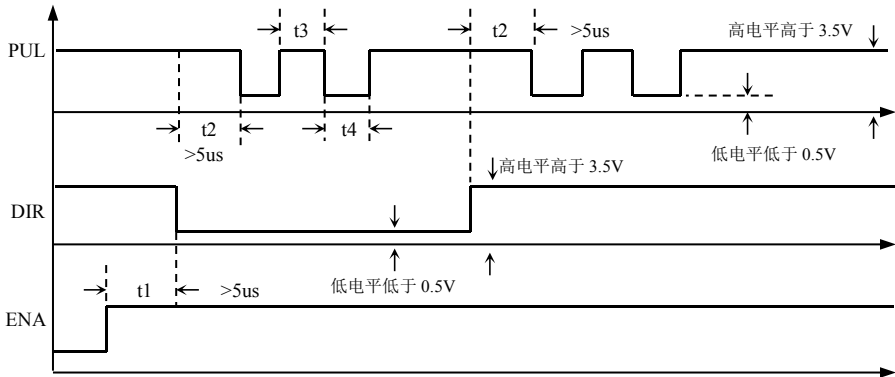 t3
t2
>5us
高电平高于 3.5V
PUL
t2
t4
>5us
低电平低于 0.5V
高电平高于 3.5V
DIR
t1
>5us
低电平低于 0.5V
ENA